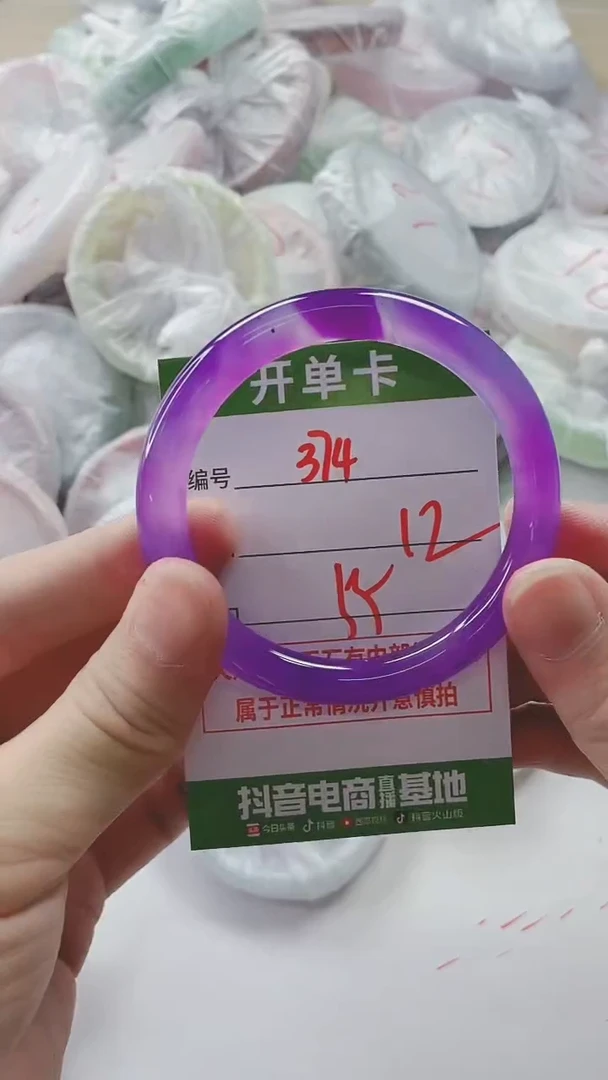 开单卡
编号 374
12
属于正常情况介意慎拍
抖音电商直播基地
今日头条 抖音 西瓜视频 抖音火山版